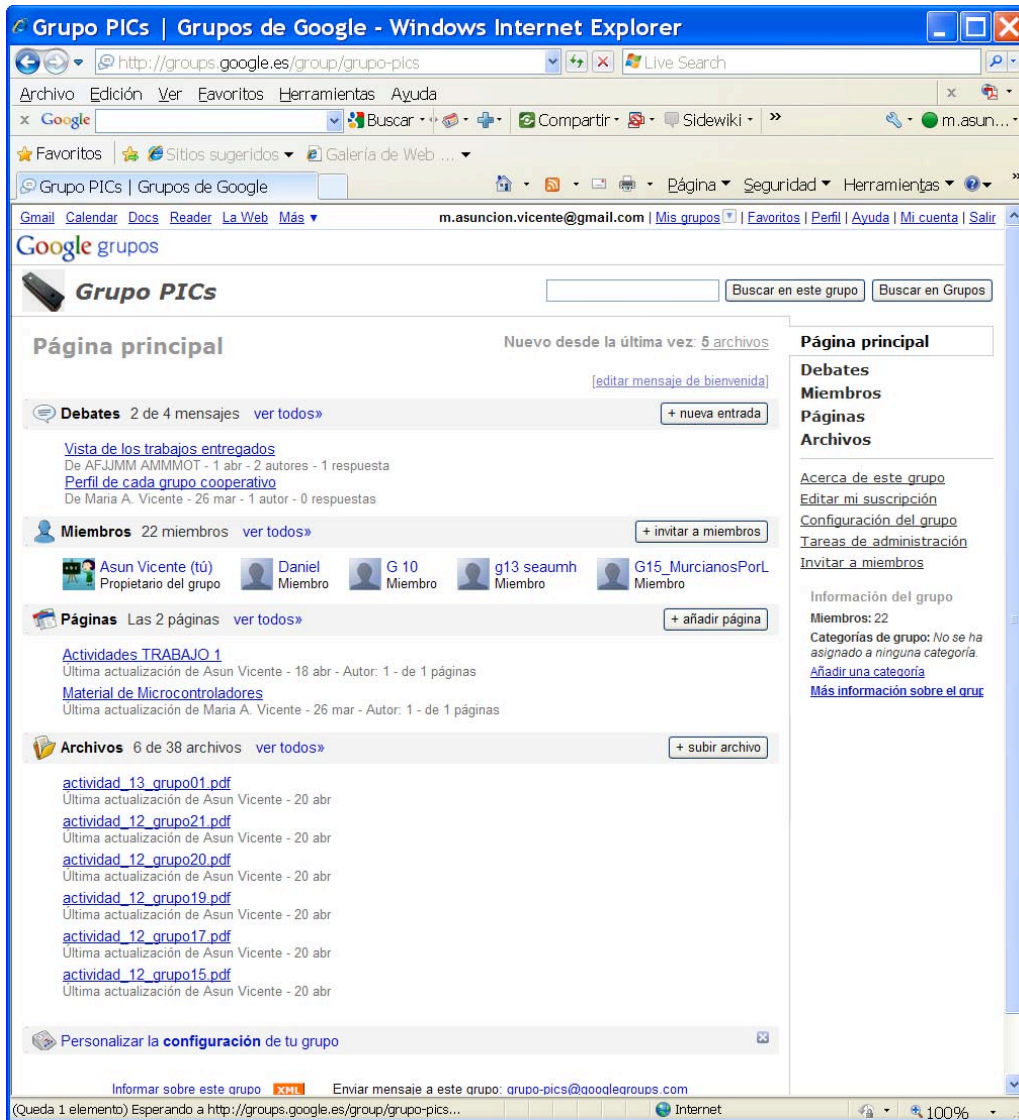 Grupo PICs | Grupos de Google - Windows Internet Explorer
http://groups.google.es/group/grupo-pics Live Search
Archivo Edición Ver Favoritos Herramientas Ayuda
x Google Buscar Compartir Sidewiki » m.asun...
Favoritos Sitios sugeridos Galería de Web ...
Grupo PICs | Grupos de Google Página Seguridad Herramientas »
Gmail Calendar Docs Reader La Web Más ▼ m.asuncion.vicente@gmail.com | Mis grupos | Favoritos | Perfil | Ayuda | Mi cuenta | Salir
Google grupos
Grupo PICs Buscar en este grupo Buscar en Grupos
Página principal Nuevo desde la última vez: 5 archivos
[editar mensaje de bienvenida]
Debates 2 de 4 mensajes ver todos» + nueva entrada
Vista de los trabajos entregados
De AFJJMM AMMMOT - 1 abr - 2 autores - 1 respuesta
Perfil de cada grupo cooperativo
De Maria A. Vicente - 26 mar - 1 autor - 0 respuestas
Miembros 22 miembros ver todos» + invitar a miembros
Asun Vicente (tú) Daniel G 10 g13 seaumh G15_MurcianosPorL
Propietario del grupo Miembro Miembro Miembro Miembro
Páginas Las 2 páginas ver todos» + añadir página
Actividades TRABAJO 1
Última actualización de Asun Vicente - 18 abr - Autor: 1 - de 1 páginas
Material de Microcontroladores
Última actualización de Maria A. Vicente - 26 mar - Autor: 1 - de 1 páginas
Archivos 6 de 38 archivos ver todos» + subir archivo
actividad_13_grupo01.pdf
Última actualización de Asun Vicente - 20 abr
actividad_12_grupo21.pdf
Última actualización de Asun Vicente - 20 abr
actividad_12_grupo20.pdf
Última actualización de Asun Vicente - 20 abr
actividad_12_grupo19.pdf
Última actualización de Asun Vicente - 20 abr
actividad_12_grupo17.pdf
Última actualización de Asun Vicente - 20 abr
actividad_12_grupo15.pdf
Última actualización de Asun Vicente - 20 abr
Personalizar la configuración de tu grupo
Informar sobre este grupo XML Enviar mensaje a este grupo: grupo-pics@googlegroups.com
Página principal
Debates
Miembros
Páginas
Archivos
Acerca de este grupo
Editar mi suscripción
Configuración del grupo
Tareas de administración
Invitar a miembros
Información del grupo
Miembros: 22
Categorías de grupo: No se ha
asignado a ninguna categoría.
Añadir una categoría
Más información sobre el grup
(Queda 1 elemento) Esperando a http://groups.google.es/group/grupo-pics... Internet 100%